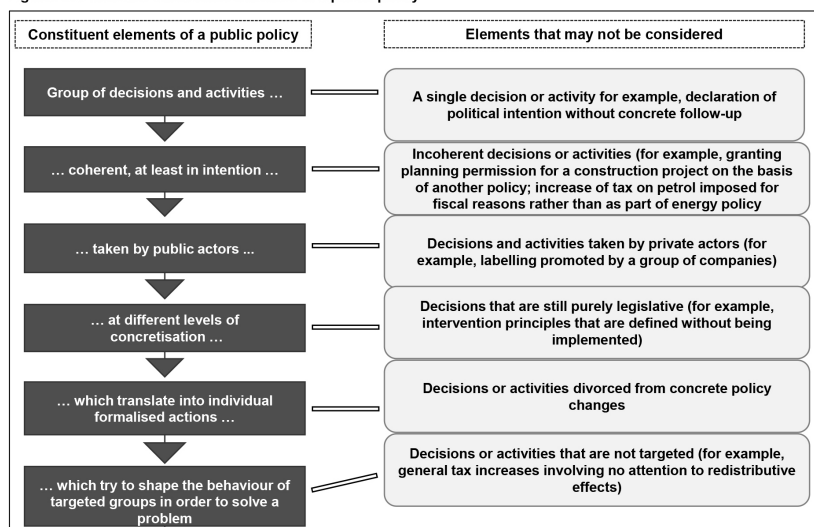 Constituent elements of a public policy
Elements that may not be considered
Group of decisions and activities …
A single decision or activity for example, declaration of
political intention without concrete follow-up
… coherent, at least in intention …
Incoherent decisions or activities (for example, granting
planning permission for a construction project on the basis
of another policy; increase of tax on petrol imposed for
fiscal reasons rather than as part of energy policy
… taken by public actors ...
Decisions and activities taken by private actors (for
example, labelling promoted by a group of companies)
… at different levels of
concretisation …
Decisions that are still purely legislative (for example,
intervention principles that are defined without being
implemented)
… which translate into individual
formalised actions …
Decisions or activities divorced from concrete policy
changes
… which try to shape the behaviour of
targeted groups in order to solve a
problem
Decisions or activities that are not targeted (for example,
general tax increases involving no attention to redistributive
effects)